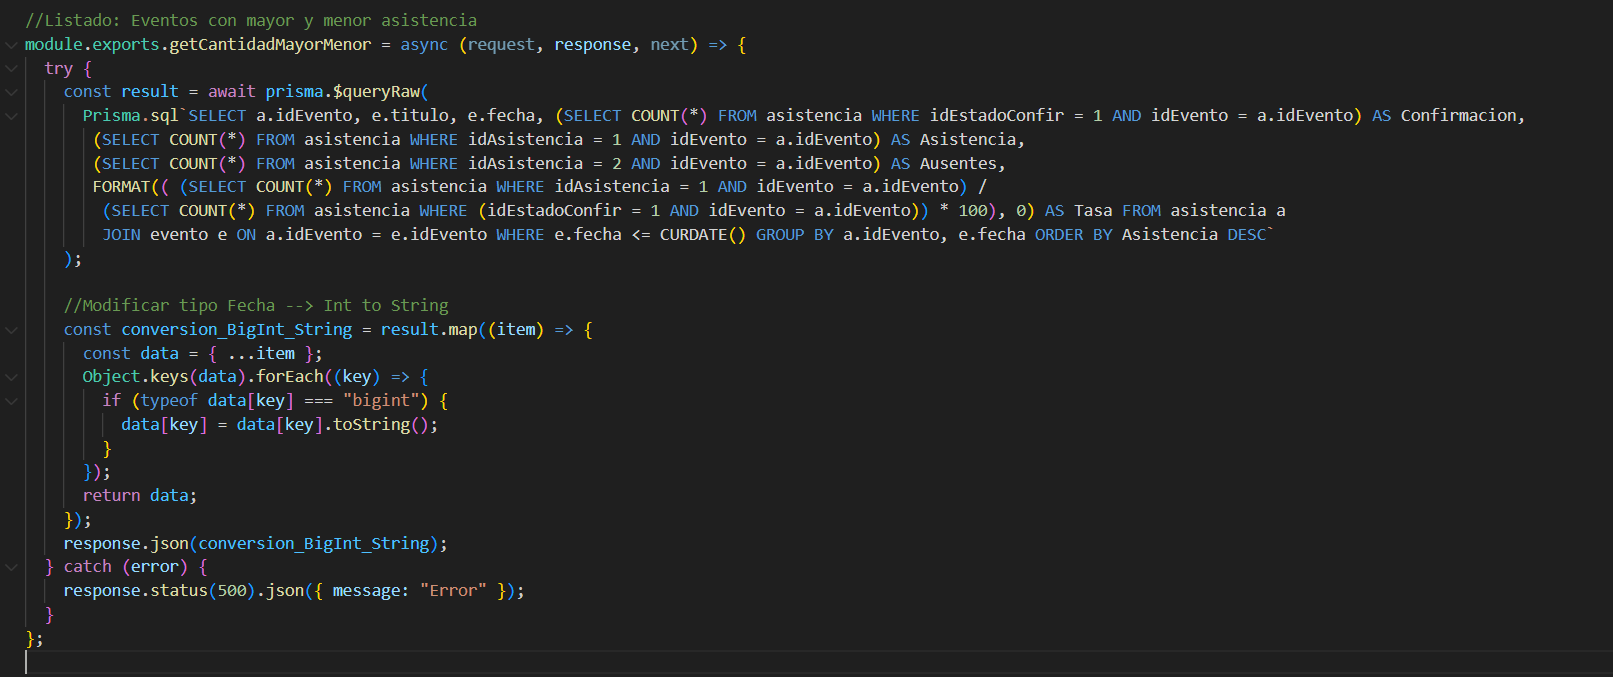 //Listado: Eventos con mayor y menor asistencia
module.exports.getCantidadMayorMenor = async (request, response, next) => {
  try {
    const result = await prisma.$queryRaw(
      Prisma.sql`SELECT a.idEvento, e.titulo, e.fecha, (SELECT COUNT(*) FROM asistencia WHERE idEstadoConfir = 1 AND idEvento = a.idEvento) AS Confirmacion,
       (SELECT COUNT(*) FROM asistencia WHERE idAsistencia = 1 AND idEvento = a.idEvento) AS Asistencia,
       (SELECT COUNT(*) FROM asistencia WHERE idAsistencia = 2 AND idEvento = a.idEvento) AS Ausentes,
       FORMAT(( (SELECT COUNT(*) FROM asistencia WHERE idAsistencia = 1 AND idEvento = a.idEvento) /
        (SELECT COUNT(*) FROM asistencia WHERE (idEstadoConfir = 1 AND idEvento = a.idEvento)) * 100), 0) AS Tasa FROM asistencia a
        JOIN evento e ON a.idEvento = e.idEvento WHERE e.fecha <= CURDATE() GROUP BY a.idEvento, e.fecha ORDER BY Asistencia DESC`
    );

    //Modificar tipo Fecha --> Int to String
    const conversion_BigInt_String = result.map((item) => {
      const data = { ...item };
      Object.keys(data).forEach((key) => {
        if (typeof data[key] === "bigint") {
          data[key] = data[key].toString();
        }
      });
      return data;
    });
    response.json(conversion_BigInt_String);
  } catch (error) {
    response.status(500).json({ message: "Error" });
  }
};